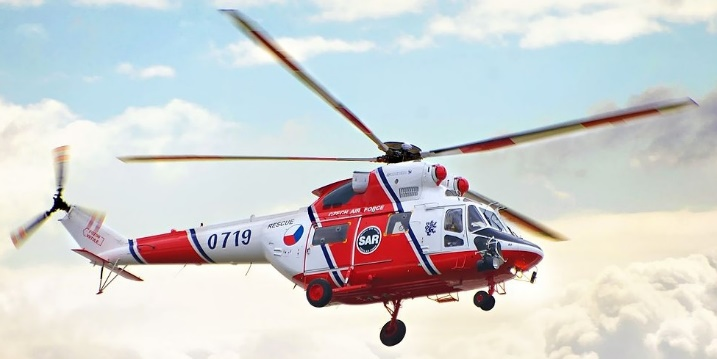 CZECH AIR FORCE
RESCUE
0719
SAR